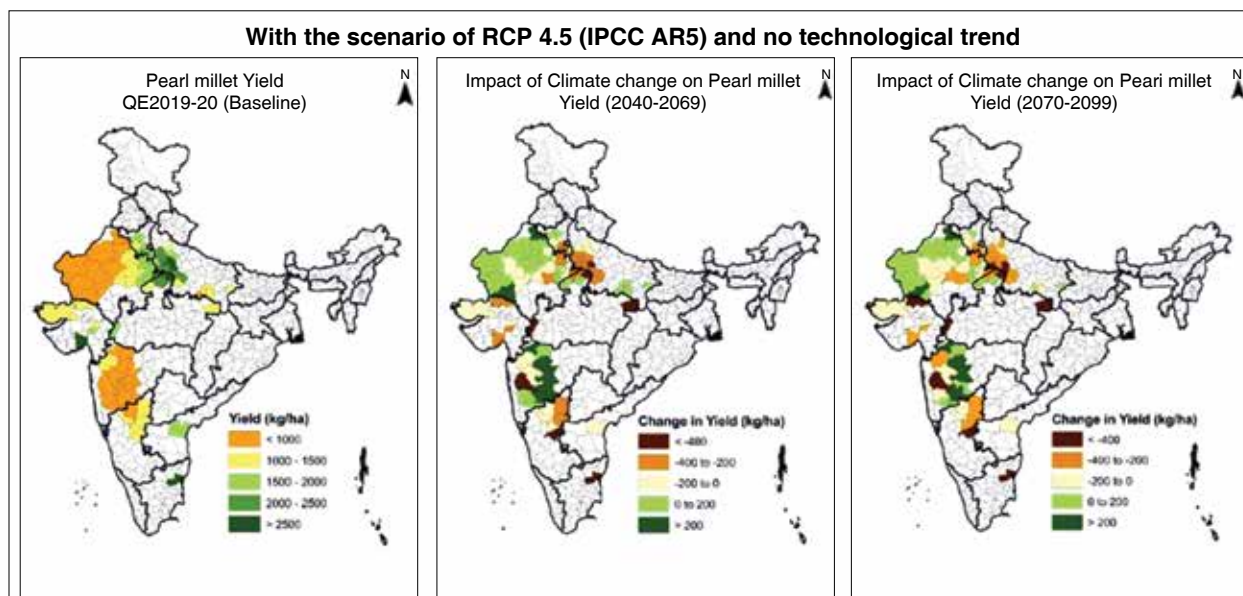 With the scenario of RCP 4.5 (IPCC AR5) and no technological trend
Pearl millet Yield
QE2019-20 (Baseline)
N
Yield (kg/ha)
< 1000
1000 - 1500
1500 - 2000
2000 - 2500
> 2500
Impact of Climate change on Pearl millet
Yield (2040-2069)
N
Change in Yield (kg/ha)
< -400
-400 to -200
-200 to 0
0 to 200
> 200
Impact of Climate change on Peari millet
Yield (2070-2099)
N
Change in Yield (kg/ha)
< -400
-400 to -200
-200 to 0
0 to 200
> 200